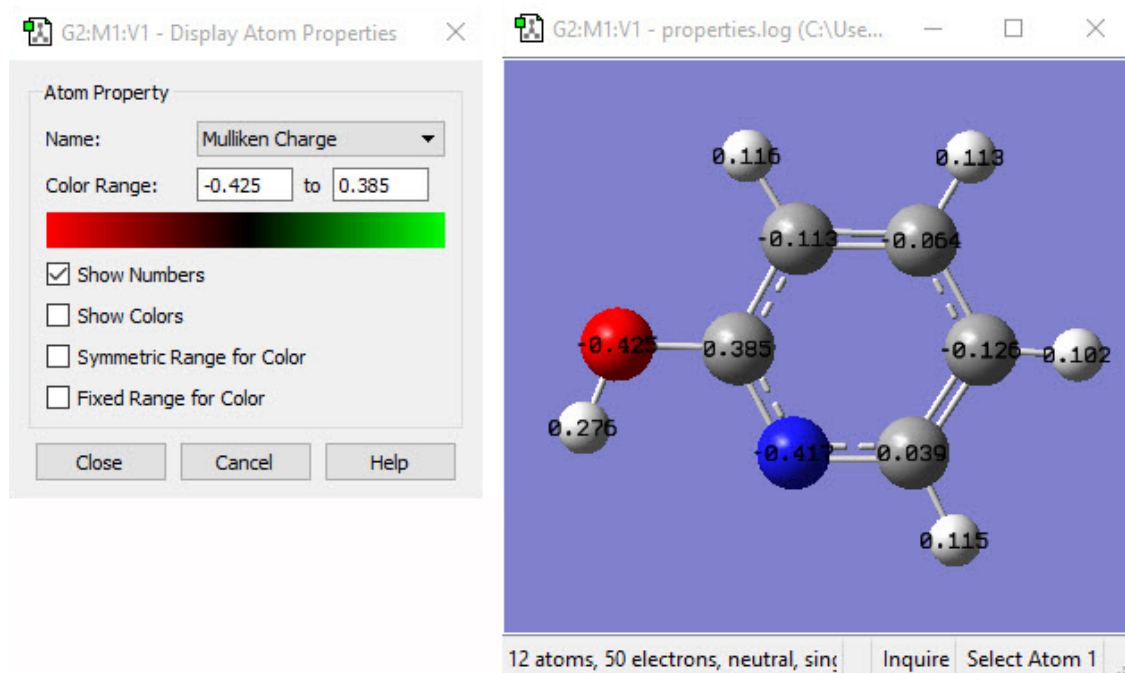 G2:M1:V1 - Display Atom Properties
Atom Property
Name:
Mulliken Charge
Color Range:
-0.425
to
0.385
Show Numbers
Show Colors
Symmetric Range for Color
Fixed Range for Color
Close
Cancel
Help
G2:M1:V1 - properties.log (C:\Use...
0.116
0.113
-0.113
-0.064
-0.425
0.385
-0.126
0.102
0.276
-0.417
0.039
0.115
12 atoms, 50 electrons, neutral, sing
Inquire
Select Atom 1